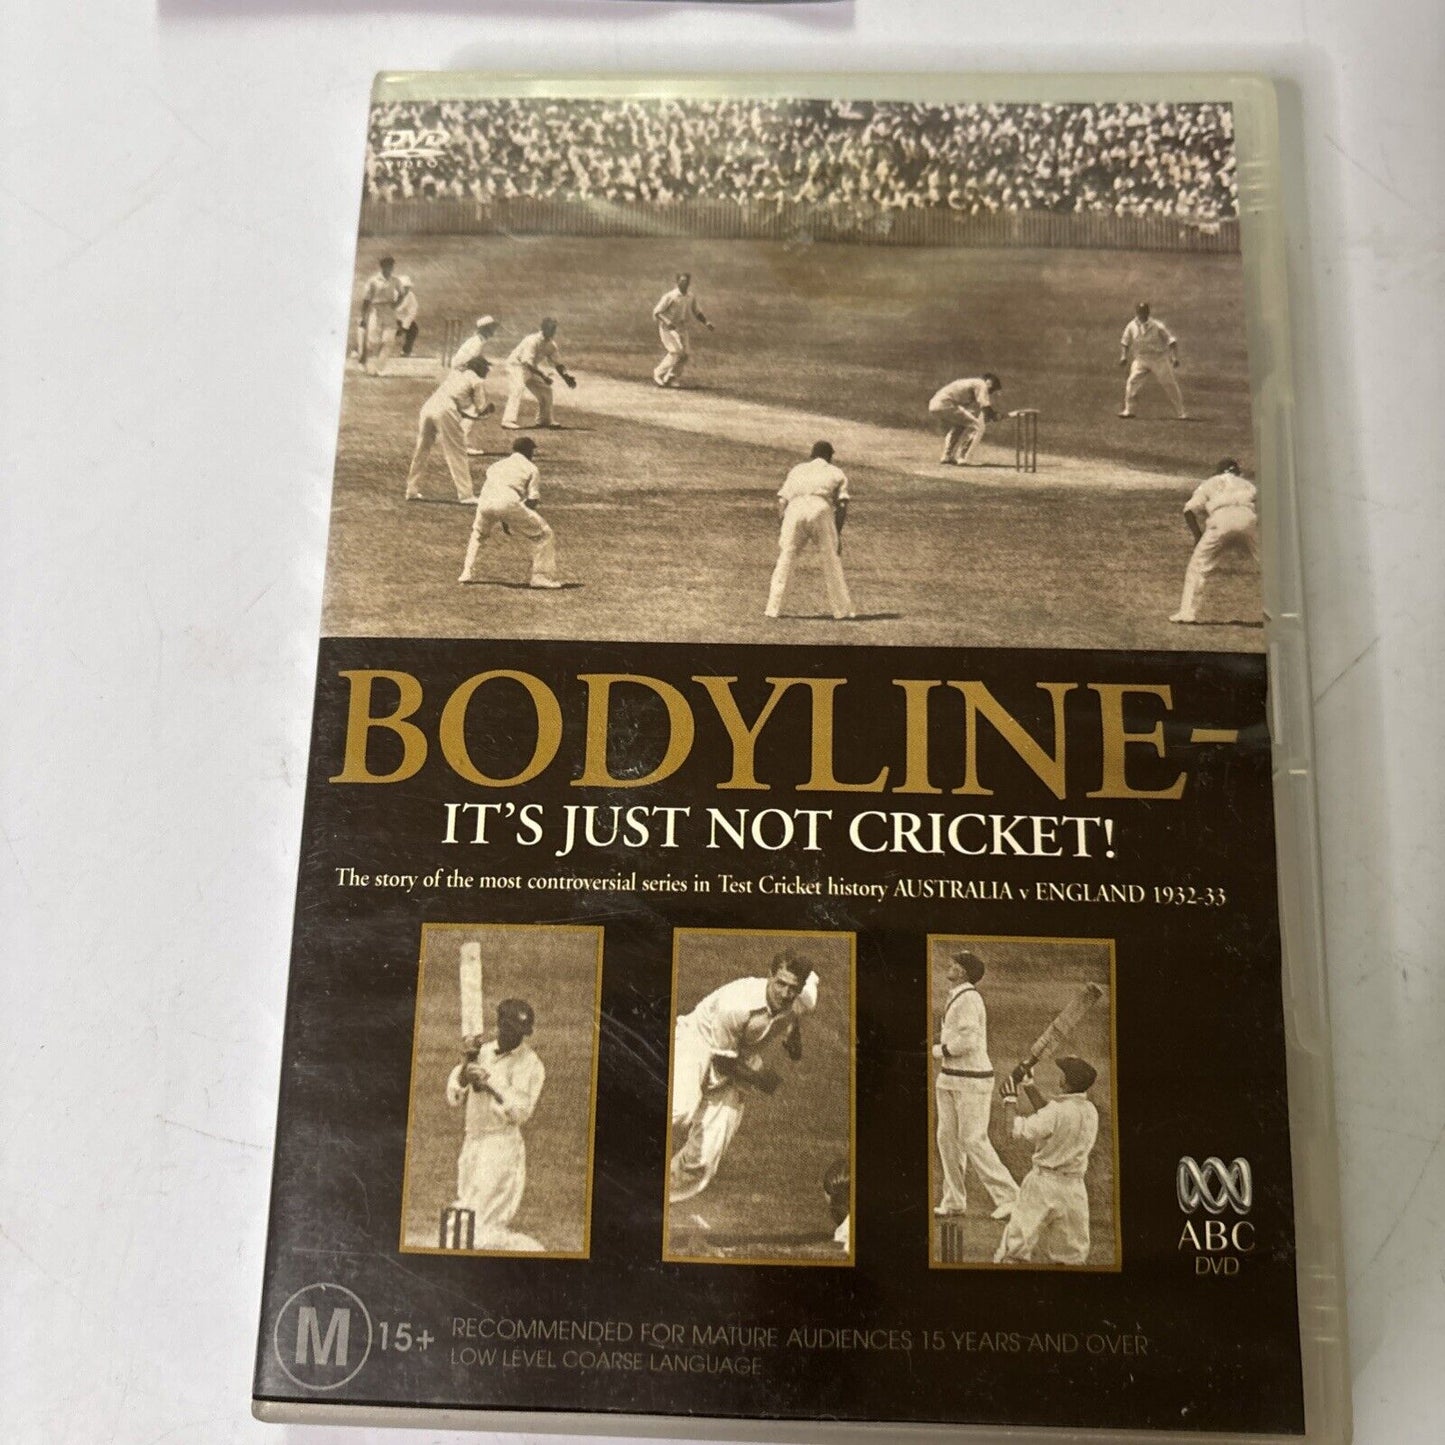 DVD
VIDEO
BODYLINE-
IT'S JUST NOT CRICKET!
The story of the most controversial series in Test Cricket history AUSTRALIA v ENGLAND 1932-33
ABC
DVD
M 15+ RECOMMENDED FOR MATURE AUDIENCES 15 YEARS AND OVER
LOW LEVEL COARSE LANGUAGE